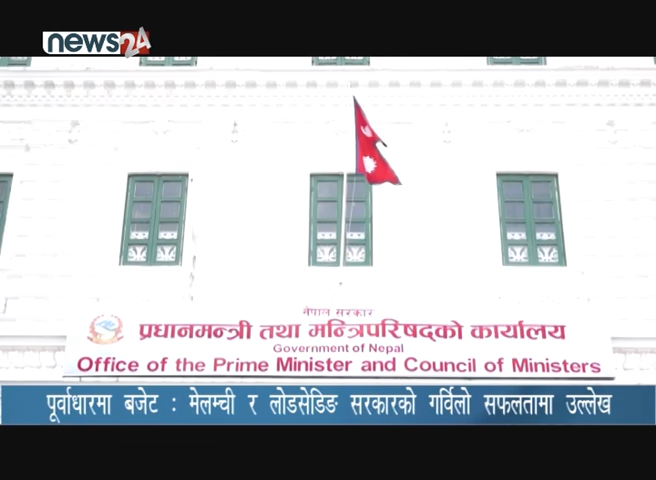 news24
नेपाल सरकार
प्रधानमन्त्री तथा मन्त्रिपरिषद्को कार्यालय
Government of Nepal
Office of the Prime Minister and Council of Ministers
पूर्वाधारमा बजेट : मेलम्ची र लोडसेडिङ सरकारको गर्विलो सफलतामा उल्लेख